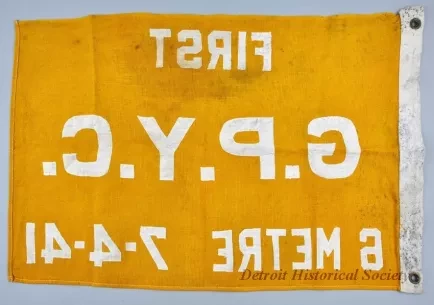 FIRST
G.P.Y.C.
6 METRE 7-4-41
Detroit Historical Society